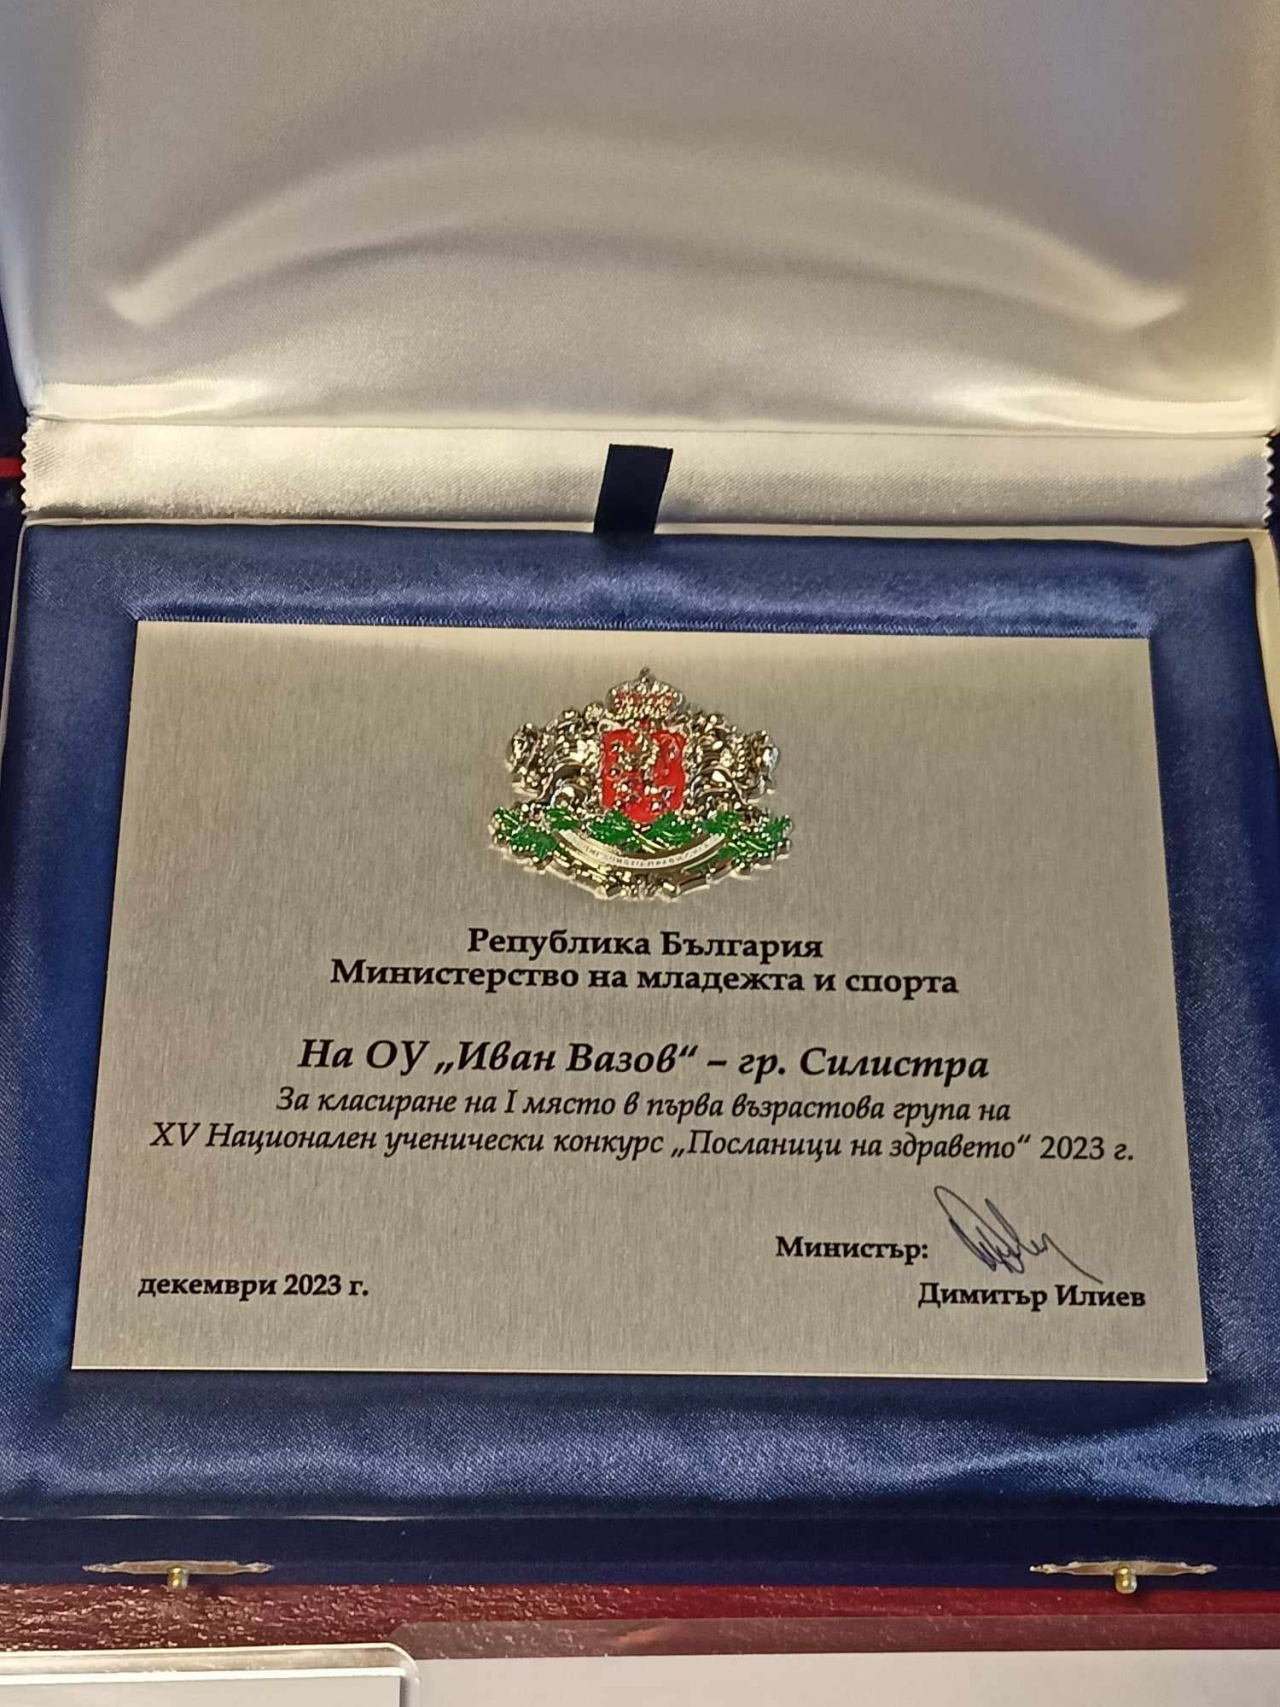 Република България
Министерство на младежта и спорта
На ОУ „Иван Вазов“ – гр. Силистра
За класиране на I място в първа възрастова група на
XV Национален ученически конкурс „Посланици на здравето“ 2023 г.
Министър:
декември 2023 г.
Димитър Илиев